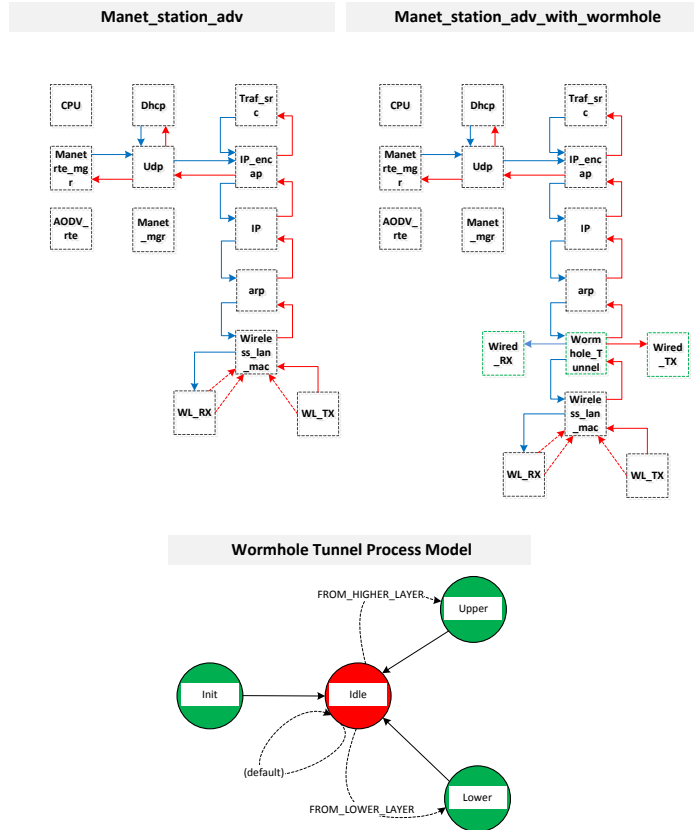 Manet_station_adv
Manet_station_adv_with_wormhole
CPU
Dhcp
Traf_sr
c
Manet
rte_mg
r
Udp
IP_enc
ap
AODV_
rte
Manet
_mgr
IP
arp
Wirele
ss_lan
_mac
WL_RX
WL_TX
CPU
Dhcp
Traf_sr
c
Manet
rte_mg
r
Udp
IP_enc
ap
AODV_
rte
Manet
_mgr
IP
arp
Wired
_RX
Worm
hole_T
unnel
Wired_
TX
Wirele
ss_lan
_mac
WL_RX
WL_TX
Wormhole Tunnel Process Model
FROM_HIGHER_LAYER
Upper
Init
Idle
(default)
FROM_LOWER_LAYER
Lower